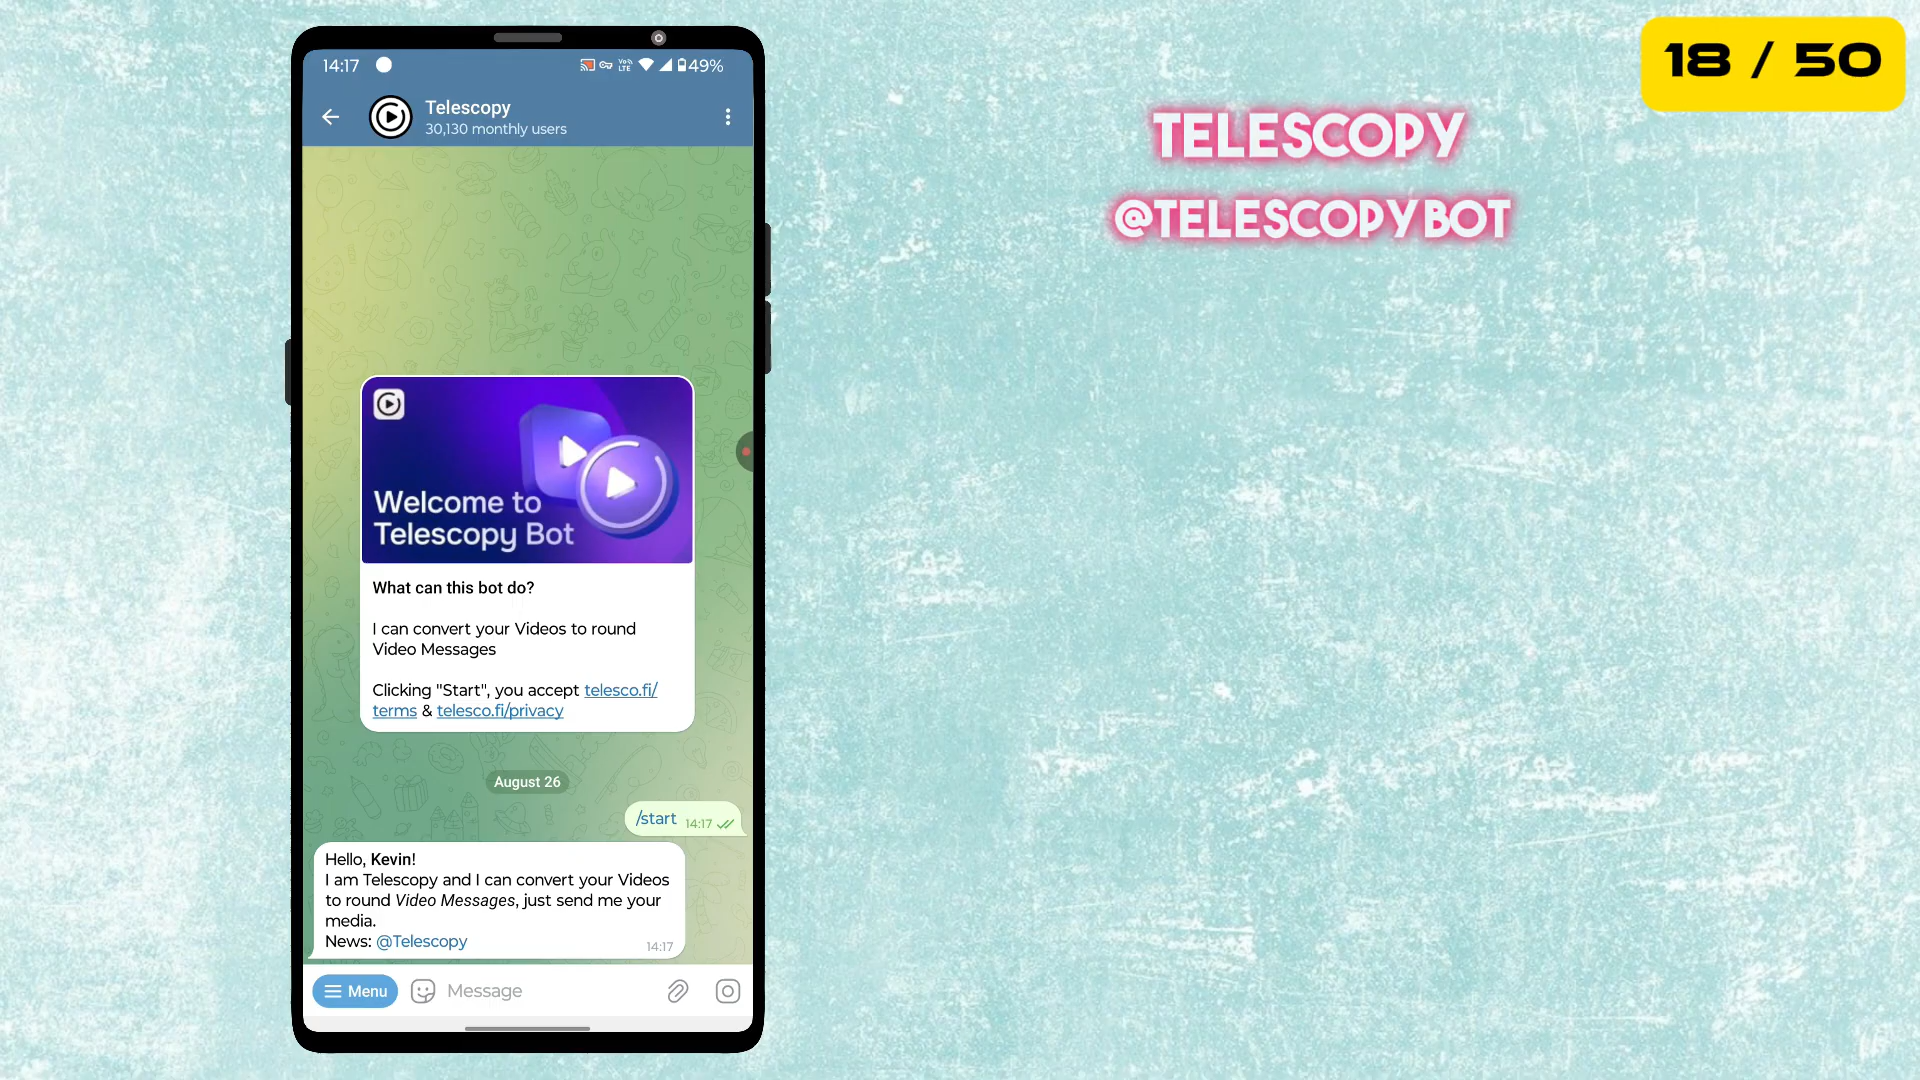 18 / 50
TELESCOPY
@TELESCOPYBOT
14:17
Vo
LTE
49%
Telescopy
30,130 monthly users
Welcome to
Telescopy Bot
What can this bot do?
I can convert your Videos to round
Video Messages
Clicking "Start", you accept telesco.fi/
terms & telesco.fi/privacy
August 26
/start 14:17
Hello, Kevin!
I am Telescopy and I can convert your Videos
to round Video Messages, just send me your
media.
News: @Telescopy
14:17
Menu
Message